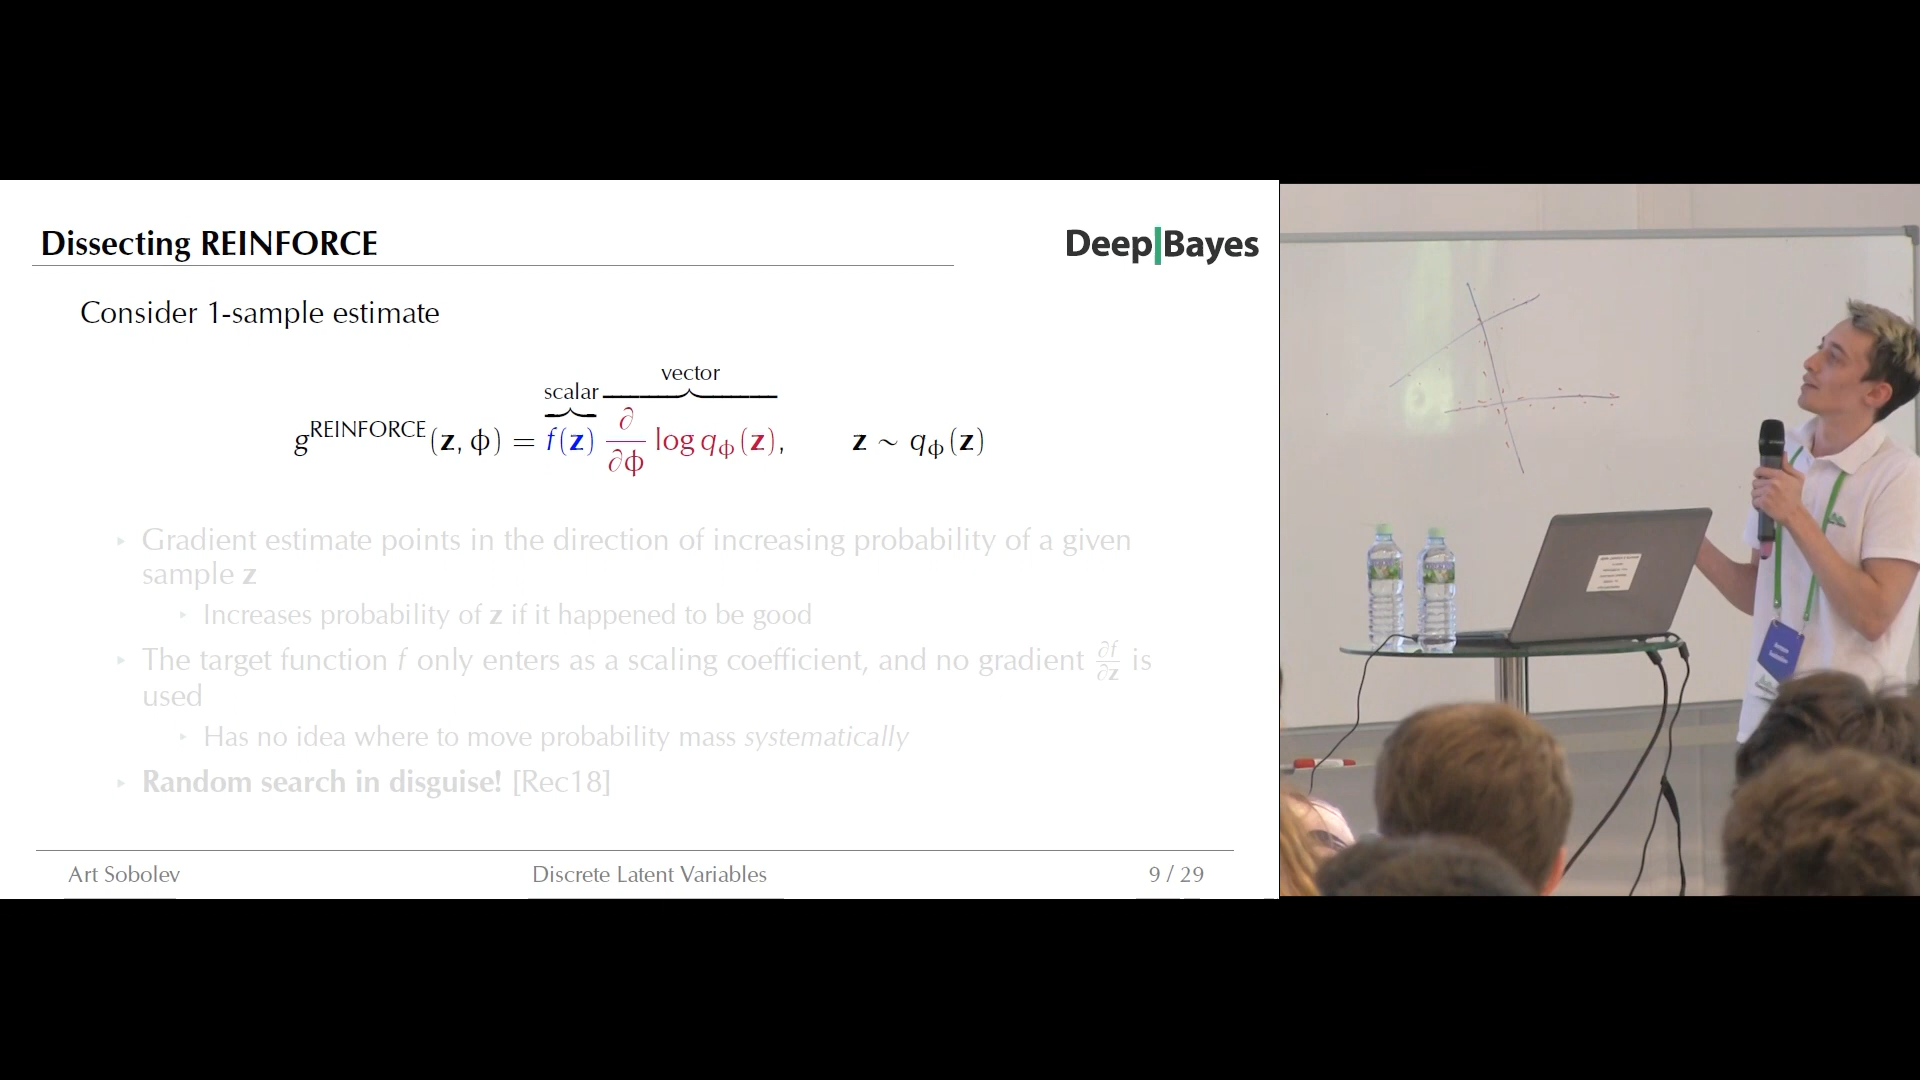 Dissecting REINFORCE
Deep|Bayes
Consider 1-sample estimate
scalar
vector
g^REINFORCE(z, ϕ) = f(z) ∂/∂ϕ log q_ϕ(z), z ~ q_ϕ(z)
‣ Gradient estimate points in the direction of increasing probability of a given
sample z
‣ Increases probability of z if it happened to be good
‣ The target function f only enters as a scaling coefficient, and no gradient ∂f/∂z is
used
‣ Has no idea where to move probability mass systematically
‣ Random search in disguise! [Rec18]
Art Sobolev
Discrete Latent Variables
9 / 29